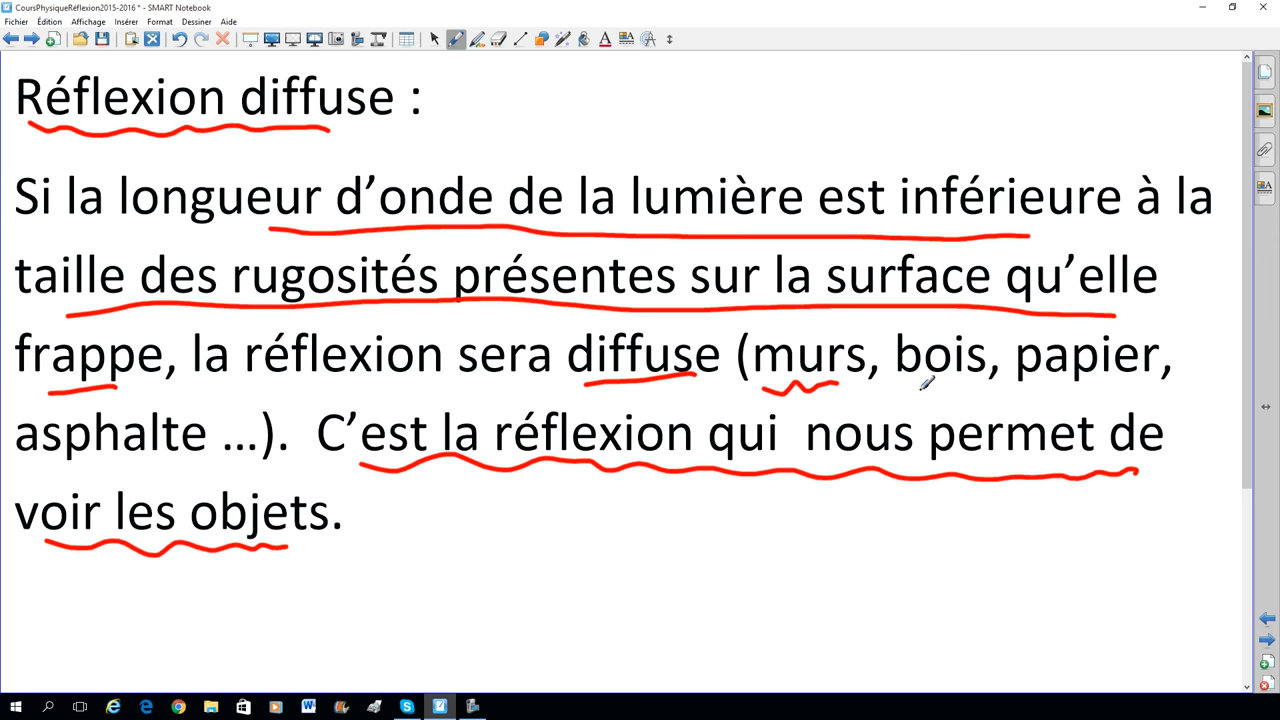 CoursPhysiqueRéflexion2015-2016 * - SMART Notebook
Fichier Édition Affichage Insérer Format Dessiner Aide
Réflexion diffuse :
Si la longueur d’onde de la lumière est inférieure à la
taille des rugosités présentes sur la surface qu’elle
frappe, la réflexion sera diffuse (murs, bois, papier,
asphalte ...). C’est la réflexion qui nous permet de
voir les objets.